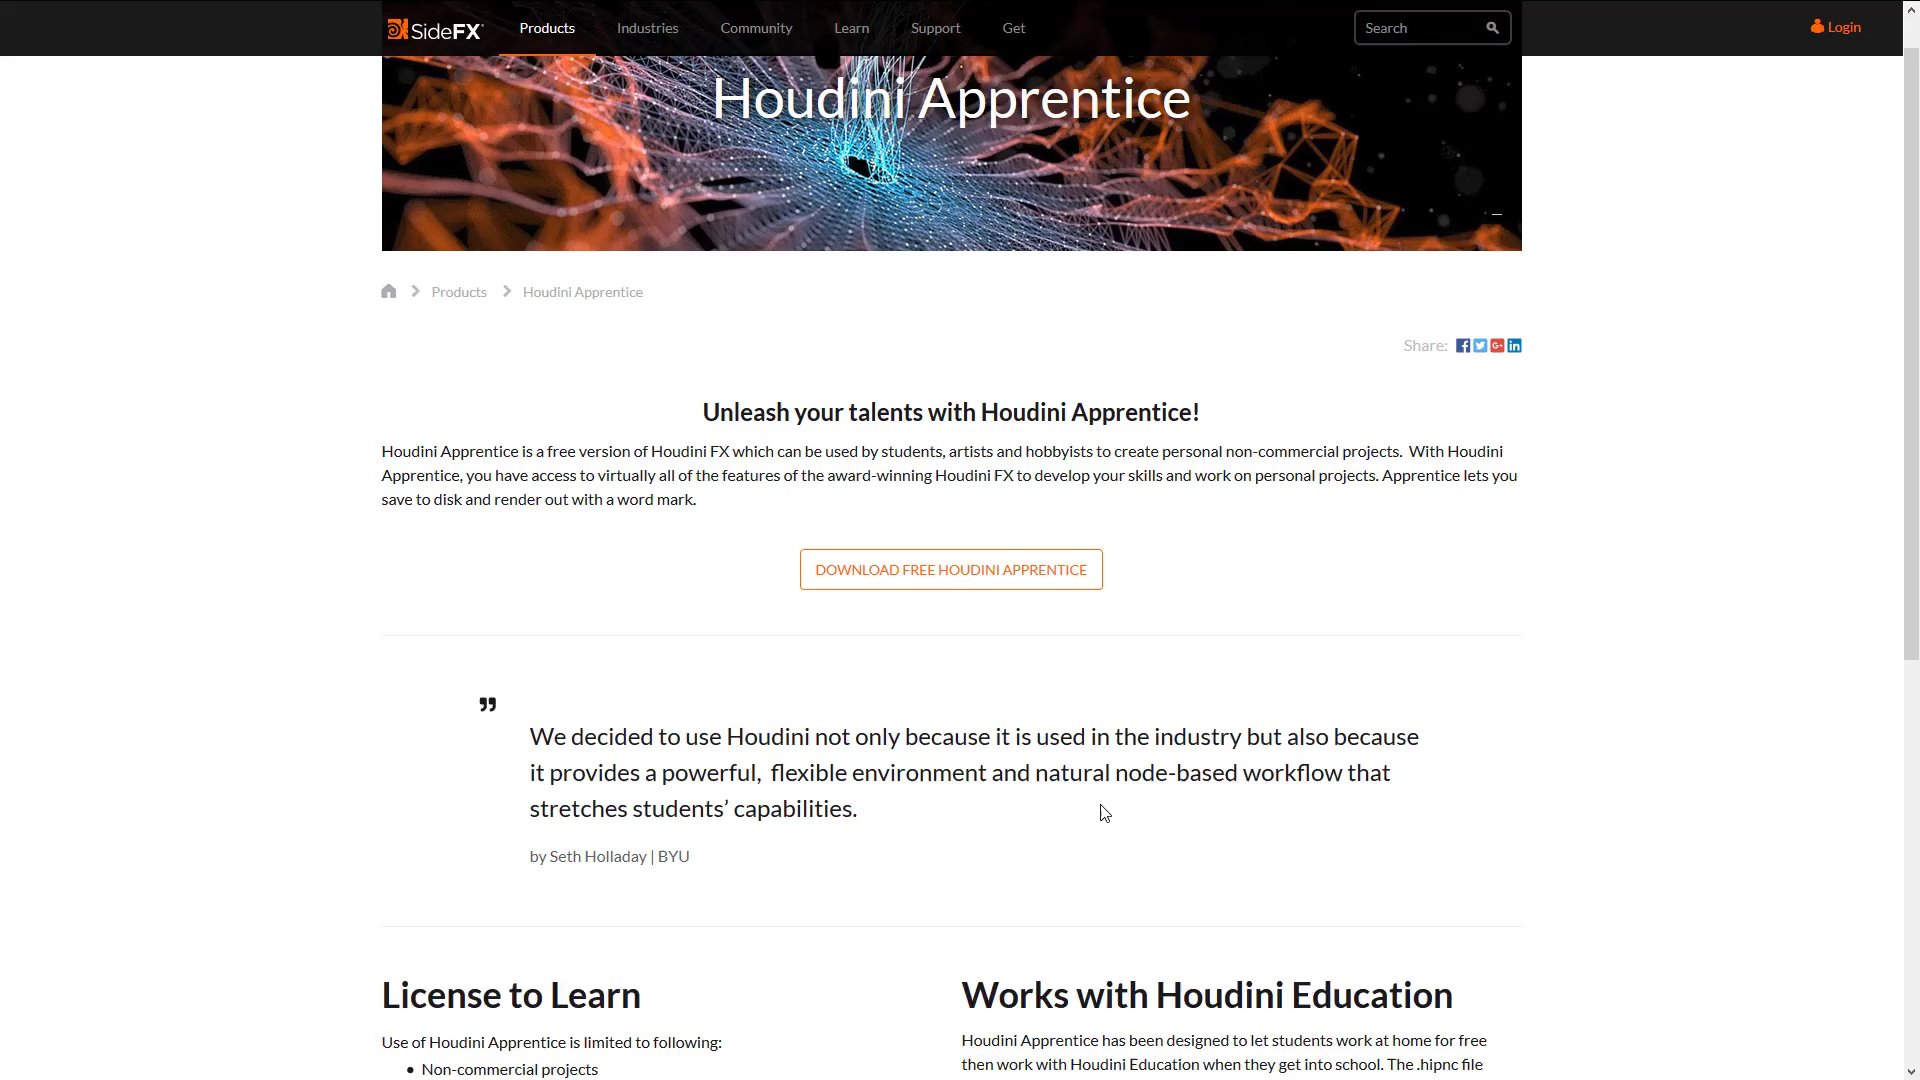 SideFX Products Industries Community Learn Support Get Search Login
Houdini Apprentice
Products Houdini Apprentice
Share:
Unleash your talents with Houdini Apprentice!
Houdini Apprentice is a free version of Houdini FX which can be used by students, artists and hobbyists to create personal non-commercial projects. With Houdini
Apprentice, you have access to virtually all of the features of the award-winning Houdini FX to develop your skills and work on personal projects. Apprentice lets you
save to disk and render out with a word mark.
DOWNLOAD FREE HOUDINI APPRENTICE
” We decided to use Houdini not only because it is used in the industry but also because
it provides a powerful, flexible environment and natural node-based workflow that
stretches students’ capabilities.
by Seth Holladay | BYU
License to Learn
Use of Houdini Apprentice is limited to following:
• Non-commercial projects
Works with Houdini Education
Houdini Apprentice has been designed to let students work at home for free
then work with Houdini Education when they get into school. The .hipnc file